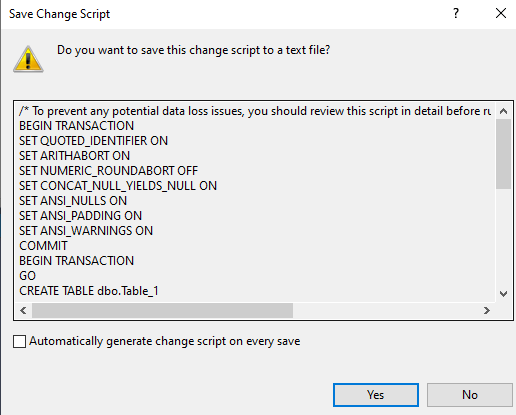 Save Change Script
?
Do you want to save this change script to a text file?
/* To prevent any potential data loss issues, you should review this script in detail before ru
BEGIN TRANSACTION
SET QUOTED_IDENTIFIER ON
SET ARITHABORT ON
SET NUMERIC_ROUNDABORT OFF
SET CONCAT_NULL_YIELDS_NULL ON
SET ANSI_NULLS ON
SET ANSI_PADDING ON
SET ANSI_WARNINGS ON
COMMIT
BEGIN TRANSACTION
GO
CREATE TABLE dbo.Table_1
Automatically generate change script on every save
Yes
No